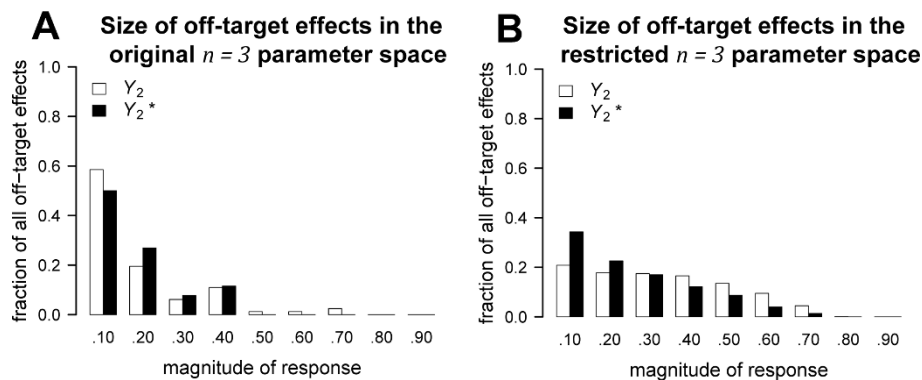 A
Size of off-target effects in the
original n = 3 parameter space
1.0
0.8
0.6
0.4
0.2
0.0
fraction of all off−target effects
Y2
Y2 *
.10 .20 .30 .40 .50 .60 .70 .80 .90
magnitude of response
B
Size of off-target effects in the
restricted n = 3 parameter space
1.0
0.8
0.6
0.4
0.2
0.0
fraction of all off−target effects
Y2
Y2 *
.10 .20 .30 .40 .50 .60 .70 .80 .90
magnitude of response